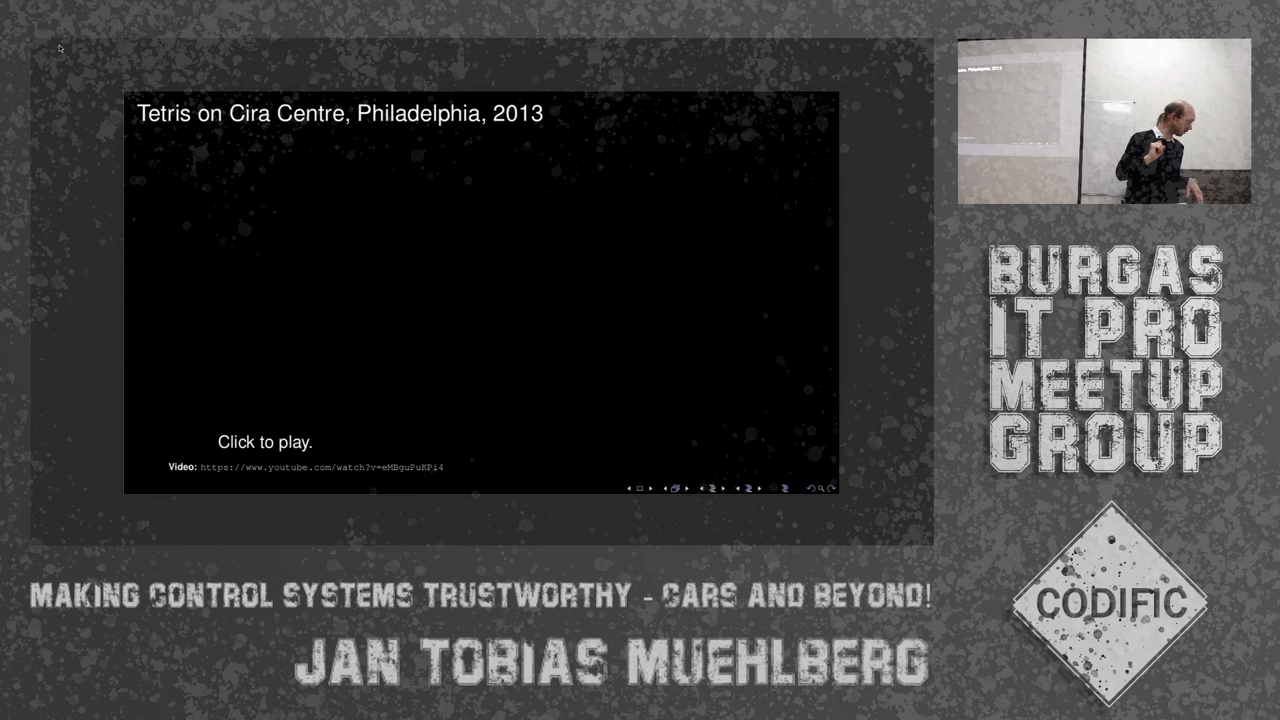 Tetris on Cira Centre, Philadelphia, 2013
Click to play.
Video: https://www.youtube.com/watch?v=eMBguPuKPi4
BURGAS
IT PRO
MEETUP
GROUP
CODIFIC
MAKING CONTROL SYSTEMS TRUSTWORTHY - CARS AND BEYOND!
JAN TOBIAS MUEHLBERG